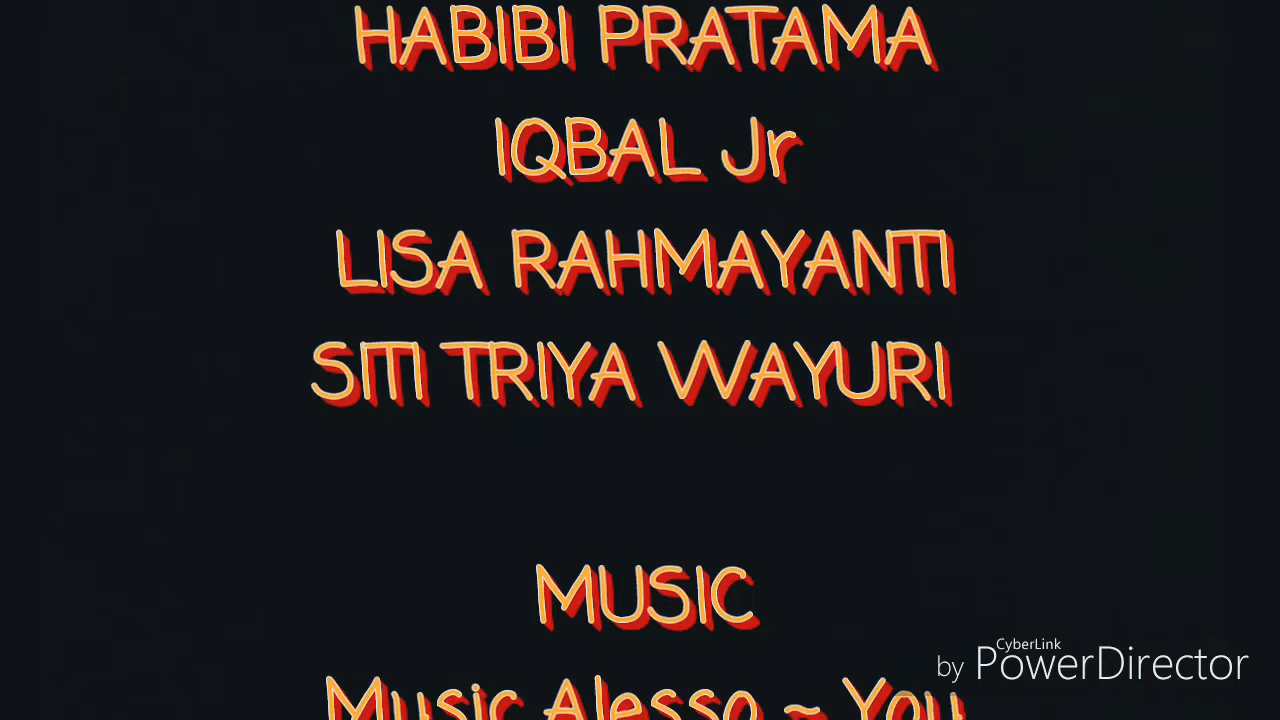 HABIBI PRATAMA
IQBAL Jr
LISA RAHMAYANTI
SITI TRIYA WAYURI
MUSIC
Music Alesso ~ You
CyberLink
by PowerDirector